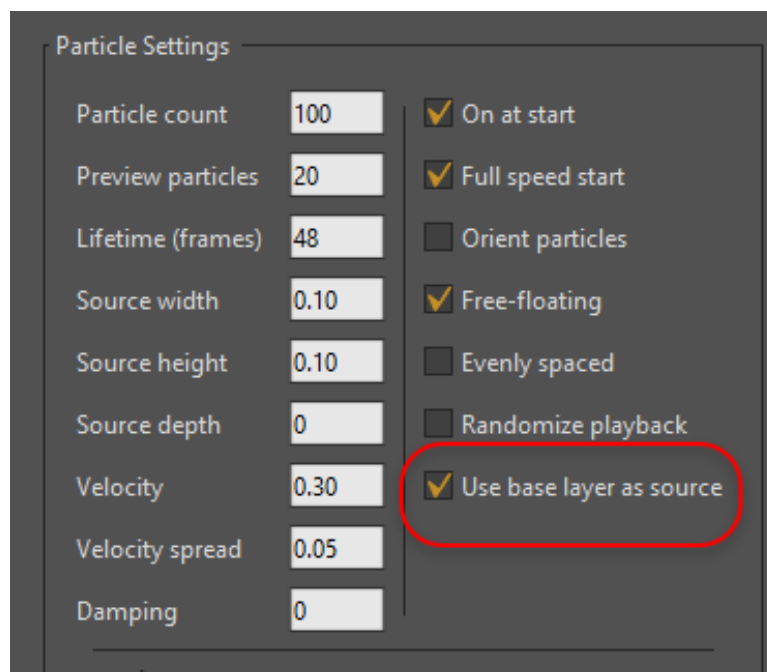 Particle Settings
Particle count 100 On at start
Preview particles 20 Full speed start
Lifetime (frames) 48 Orient particles
Source width 0.10 Free-floating
Source height 0.10 Evenly spaced
Source depth 0 Randomize playback
Velocity 0.30 Use base layer as source
Velocity spread 0.05
Damping 0